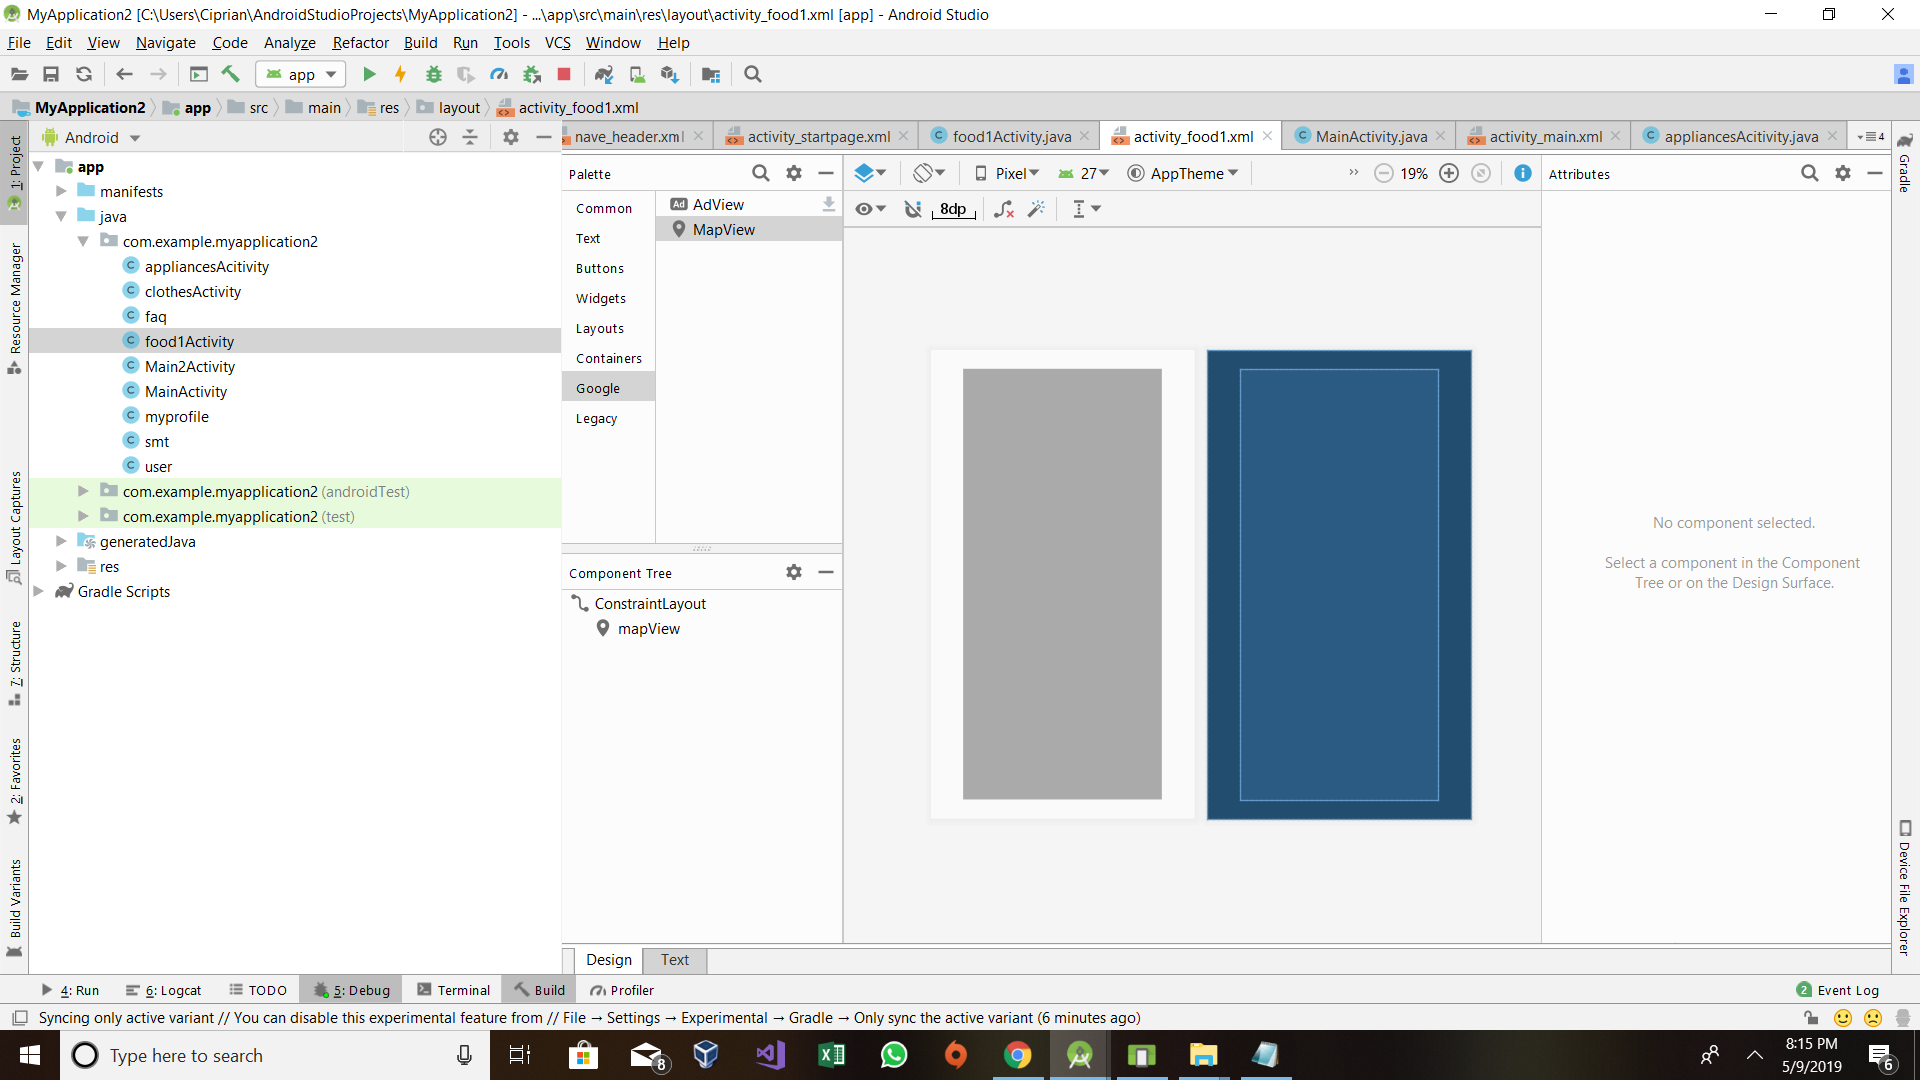 MyApplication2 [C:\Users\Ciprian\AndroidStudioProjects\MyApplication2] - ...\app\src\main\res\layout\activity_food1.xml [app] - Android Studio
File Edit View Navigate Code Analyze Refactor Build Run Tools VCS Window Help
app
MyApplication2 app src main res layout activity_food1.xml
Android
nave_header.xml activity_startpage.xml food1Activity.java activity_food1.xml MainActivity.java activity_main.xml appliancesAcitivity.java 4
1: Project
Resource Manager
Layout Captures
7: Structure
2: Favorites
Build Variants
app
manifests
java
com.example.myapplication2
appliancesAcitivity
clothesActivity
faq
food1Activity
Main2Activity
MainActivity
myprofile
smt
user
com.example.myapplication2 (androidTest)
com.example.myapplication2 (test)
generatedJava
res
Gradle Scripts
Palette
Common
Text
Buttons
Widgets
Layouts
Containers
Google
Legacy
Ad AdView
MapView
Component Tree
ConstraintLayout
mapView
Pixel 27 AppTheme 19%
8dp
Attributes
No component selected.
Select a component in the Component
Tree or on the Design Surface.
Gradle
Device File Explorer
Design Text
4: Run 6: Logcat TODO 5: Debug Terminal Build Profiler 2 Event Log
Syncing only active variant // You can disable this experimental feature from // File → Settings → Experimental → Gradle → Only sync the active variant (6 minutes ago)
Type here to search
8
8:15 PM
5/9/2019
6